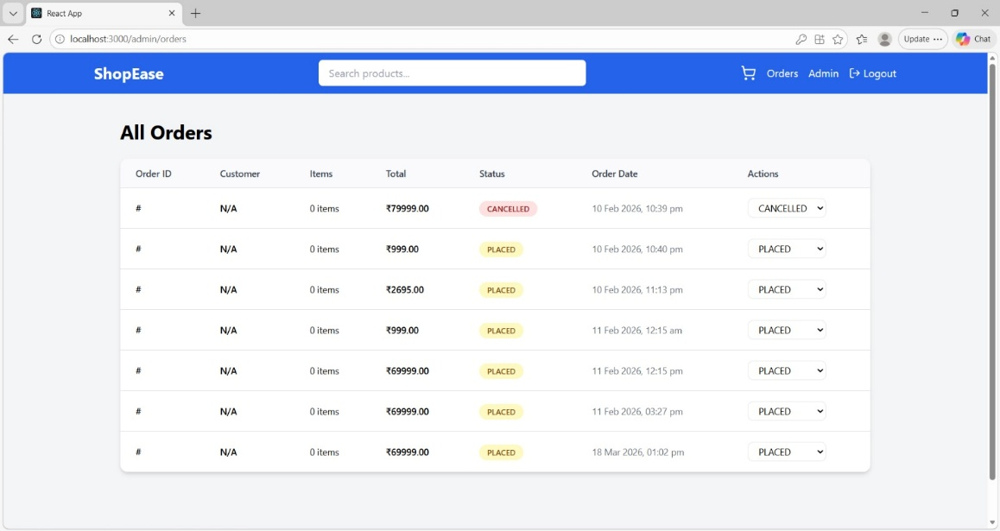 React App
localhost:3000/admin/orders
Update
Chat
ShopEase
Search products...
Orders
Admin
Logout
All Orders
Order ID Customer Items Total Status Order Date Actions
# N/A 0 items ₹79999.00 CANCELLED 10 Feb 2026, 10:39 pm CANCELLED
# N/A 0 items ₹999.00 PLACED 10 Feb 2026, 10:40 pm PLACED
# N/A 0 items ₹2695.00 PLACED 10 Feb 2026, 11:13 pm PLACED
# N/A 0 items ₹999.00 PLACED 11 Feb 2026, 12:15 am PLACED
# N/A 0 items ₹69999.00 PLACED 11 Feb 2026, 12:15 pm PLACED
# N/A 0 items ₹69999.00 PLACED 11 Feb 2026, 03:27 pm PLACED
# N/A 0 items ₹69999.00 PLACED 18 Mar 2026, 01:02 pm PLACED